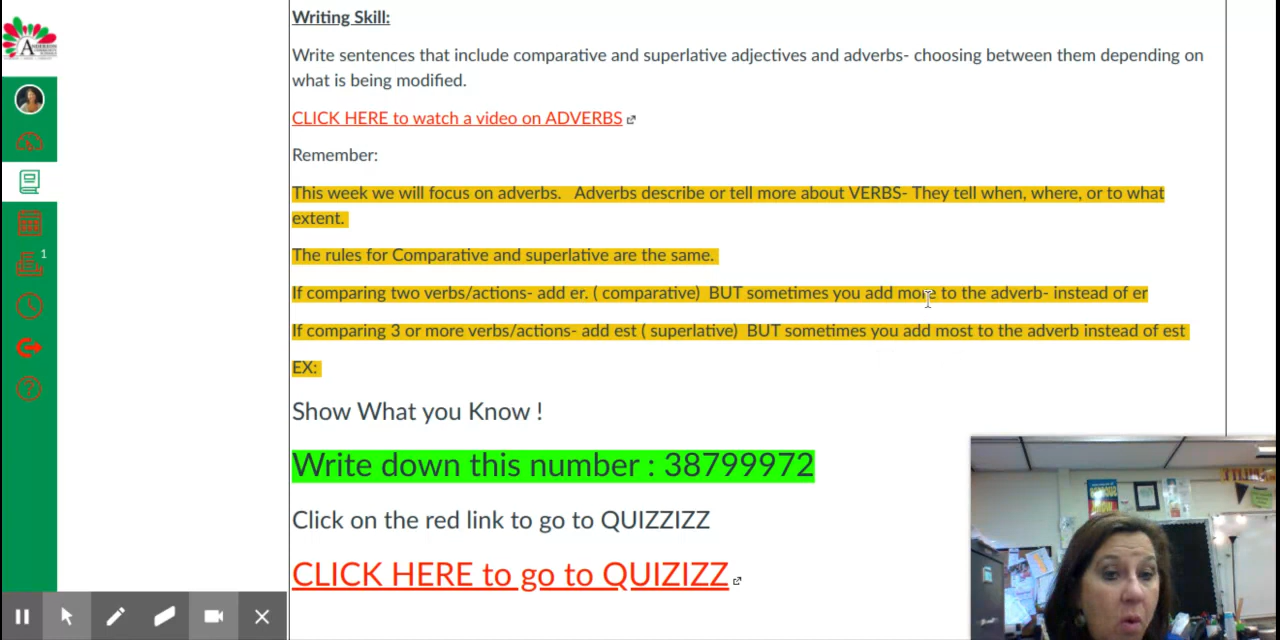 Writing Skill:
Write sentences that include comparative and superlative adjectives and adverbs- choosing between them depending on
what is being modified.
CLICK HERE to watch a video on ADVERBS
Remember:
This week we will focus on adverbs.   Adverbs describe or tell more about VERBS- They tell when, where, or to what
extent.
The rules for Comparative and superlative are the same.
If comparing two verbs/actions- add er. ( comparative)  BUT sometimes you add more to the adverb- instead of er
If comparing 3 or more verbs/actions- add est ( superlative)  BUT sometimes you add most to the adverb instead of est
EX:
Show What you Know !
Write down this number : 38799972
Click on the red link to go to QUIZZIZZ
CLICK HERE to go to QUIZIZZ
ANDERSON
1